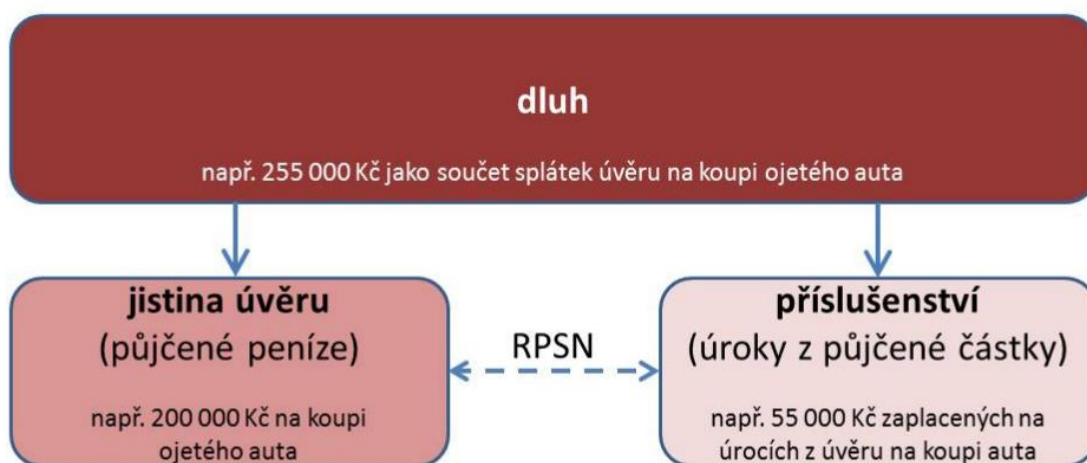 dluh
např. 255 000 Kč jako součet splátek úvěru na koupi ojetého auta
jistina úvěru
(půjčené peníze)
např. 200 000 Kč na koupi
ojetého auta
RPSN
příslušenství
(úroky z půjčené částky)
např. 55 000 Kč zaplacených na
úrocích z úvěru na koupi auta